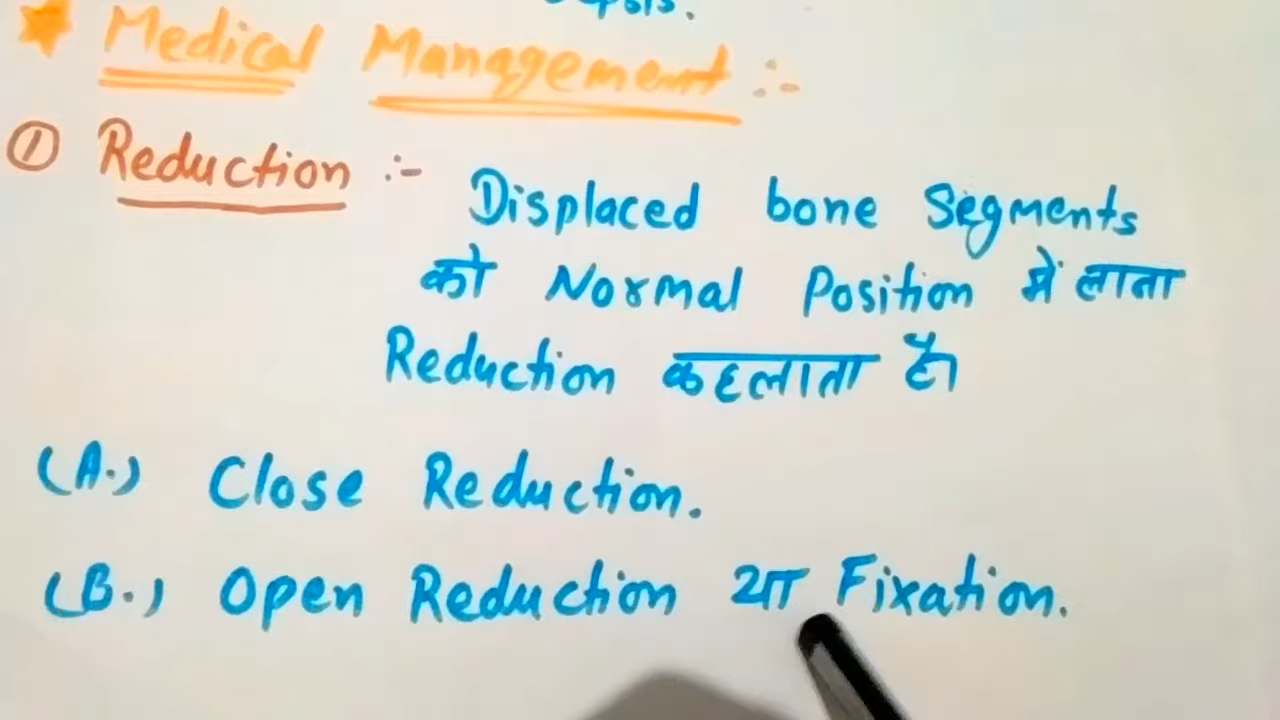 ★ Medical Management :-
① Reduction :- Displaced bone Segments
को Normal Position में लाना
Reduction कहलाता है।
(A.) Close Reduction.
(B.) Open Reduction या Fixation.